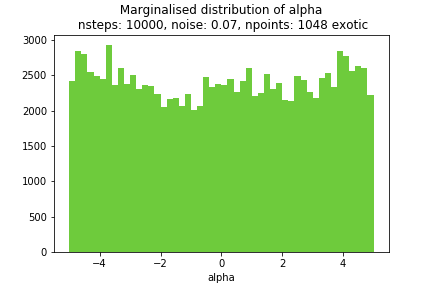 Marginalised distribution of alpha
nsteps: 10000, noise: 0.07, npoints: 1048 exotic
3000
2500
2000
1500
1000
500
0
−4 −2 0 2 4
alpha